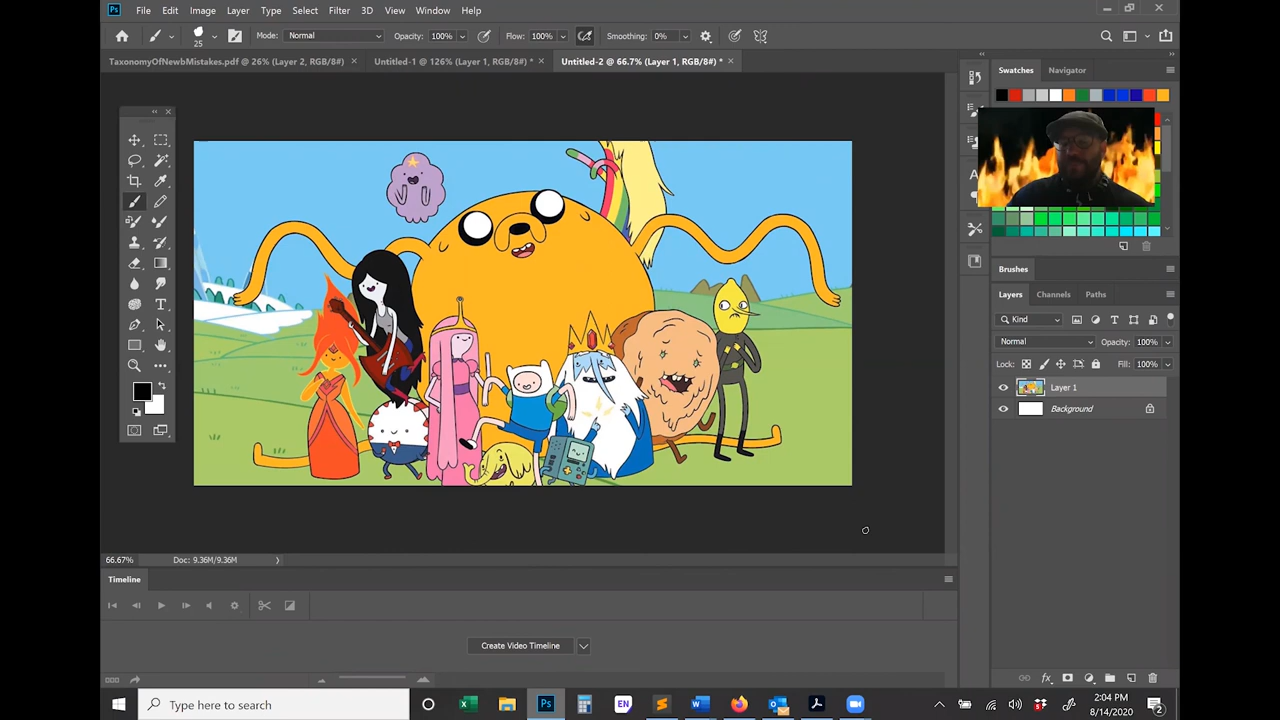 Ps File Edit Image Layer Type Select Filter 3D View Window Help
25 Mode: Normal Opacity: 100% Flow: 100% Smoothing: 0%
TaxonomyOfNewbMistakes.pdf @ 26% (Layer 2, RGB/8#) × Untitled-1 @ 126% (Layer 1, RGB/8#) * × Untitled-2 @ 66.7% (Layer 1, RGB/8#) * ×
Swatches Navigator
Brushes
Layers Channels Paths
Kind
Normal Opacity: 100%
Lock: Fill: 100%
Layer 1
Background
66.67% Doc: 9.36M/9.36M
Timeline
Create Video Timeline
Type here to search
EN
2:04 PM
8/14/2020
2